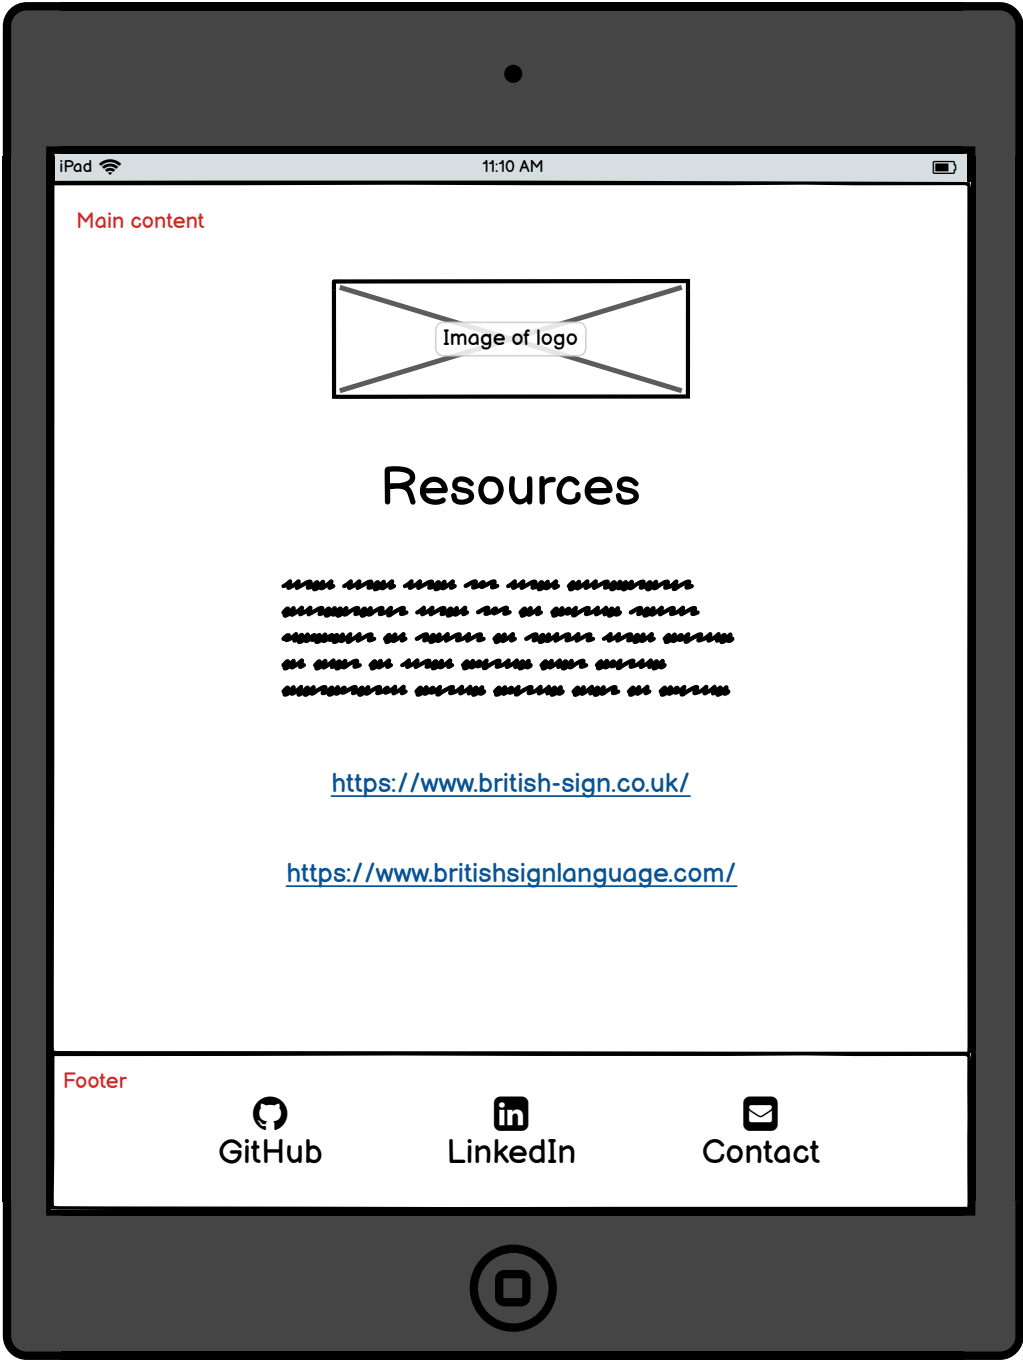 iPad
11:10 AM
Main content
Image of logo
Resources
https://www.british-sign.co.uk/
https://www.britishsignlanguage.com/
Footer
GitHub
LinkedIn
Contact